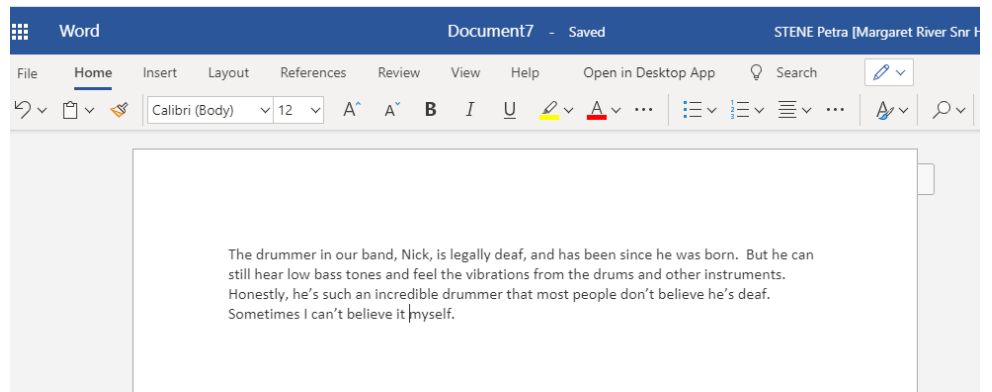 Word Document7 - Saved STENE Petra [Margaret River Snr H
File Home Insert Layout References Review View Help Open in Desktop App Search
Calibri (Body) 12 A A B I U A
The drummer in our band, Nick, is legally deaf, and has been since he was born.  But he can
still hear low bass tones and feel the vibrations from the drums and other instruments.
Honestly, he’s such an incredible drummer that most people don’t believe he’s deaf.
Sometimes I can’t believe it myself.